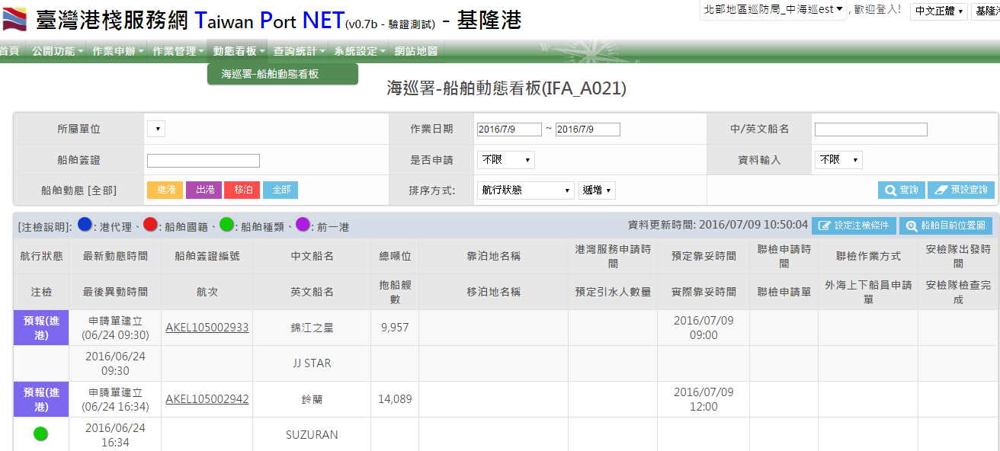 北部地區巡防局_中海巡est ▼ , 歡迎登入! 中文正體 ▼ 基隆
臺灣港棧服務網 Taiwan Port NET(v0.7b - 驗證測試) - 基隆港
首頁 公開功能 作業申辦 作業管理 動態看板 查詢統計 系統設定 網站地圖
海巡署-船舶動態看板
海巡署-船舶動態看板(IFA_A021)
所屬單位 作業日期 2016/7/9 ~ 2016/7/9 中/英文船名
船舶簽證 是否申請 不限 資料輸入 不限
船舶動態 [全部] 進港 出港 移泊 全部 排序方式: 航行狀態 遞增 查詢 預設查詢
[注檢說明]: : 港代理、 : 船舶國籍、 : 船舶種類、 : 前一港 資料更新時間: 2016/07/09 10:50:04 設定注檢條件 船舶目前位置圖
航行狀態 最新動態時間 船舶簽證編號 中文船名 總噸位 靠泊地名稱 港灣服務申請時間 預定靠妥時間 聯檢申請時間 聯檢作業方式 安檢隊出發時間
注檢 最後異動時間 航次 英文船名 拖船艘數 移泊地名稱 預定引水人數量 實際靠妥時間 聯檢申請單 外海上下船員申請單 安檢隊檢查完成
預報(進港) 申請單建立 (06/24 09:30) AKEL105002933 錦江之星 9,957 2016/07/09 09:00
2016/06/24 09:30 JJ STAR
預報(進港) 申請單建立 (06/24 16:34) AKEL105002942 鈴蘭 14,089 2016/07/09 12:00
2016/06/24 16:34 SUZURAN